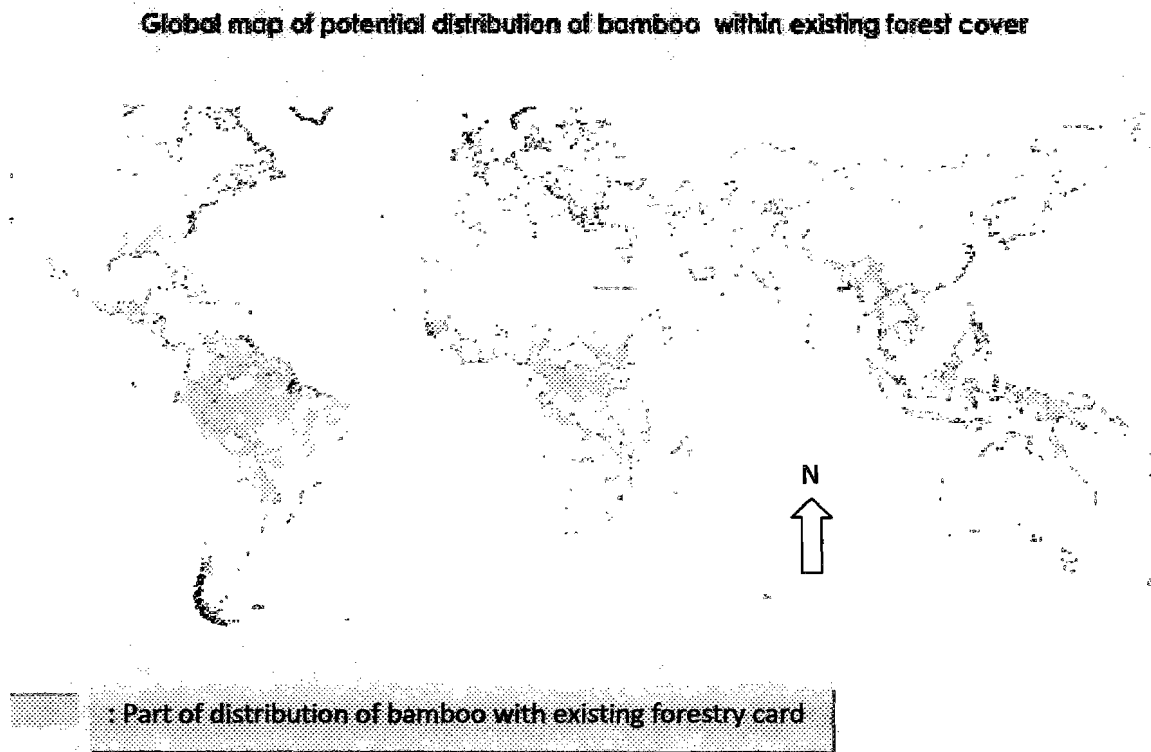 Global map of potential distribution of bamboo within existing forest cover
N
: Part of distribution of bamboo with existing forestry card